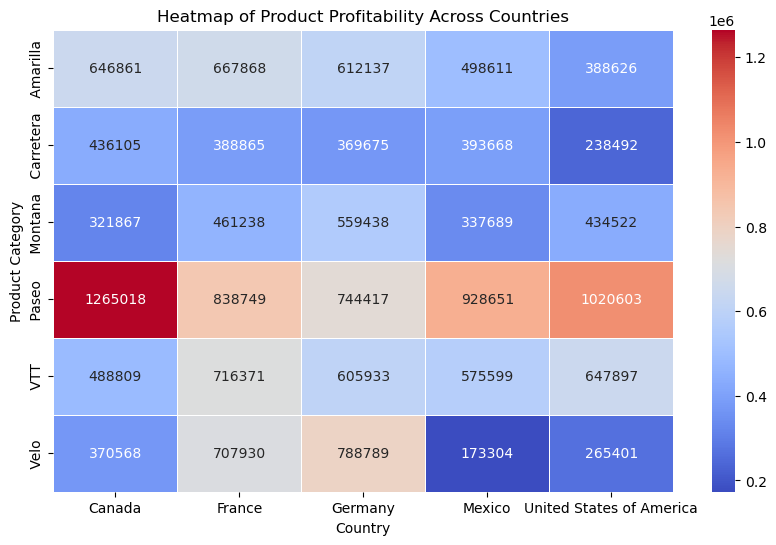 Heatmap of Product Profitability Across Countries
1e6
Product Category
Amarilla 646861 667868 612137 498611 388626
Carretera 436105 388865 369675 393668 238492
Montana 321867 461238 559438 337689 434522
Paseo 1265018 838749 744417 928651 1020603
VTT 488809 716371 605933 575599 647897
Velo 370568 707930 788789 173304 265401
Canada France Germany Mexico United States of America
Country
1.2
1.0
0.8
0.6
0.4
0.2